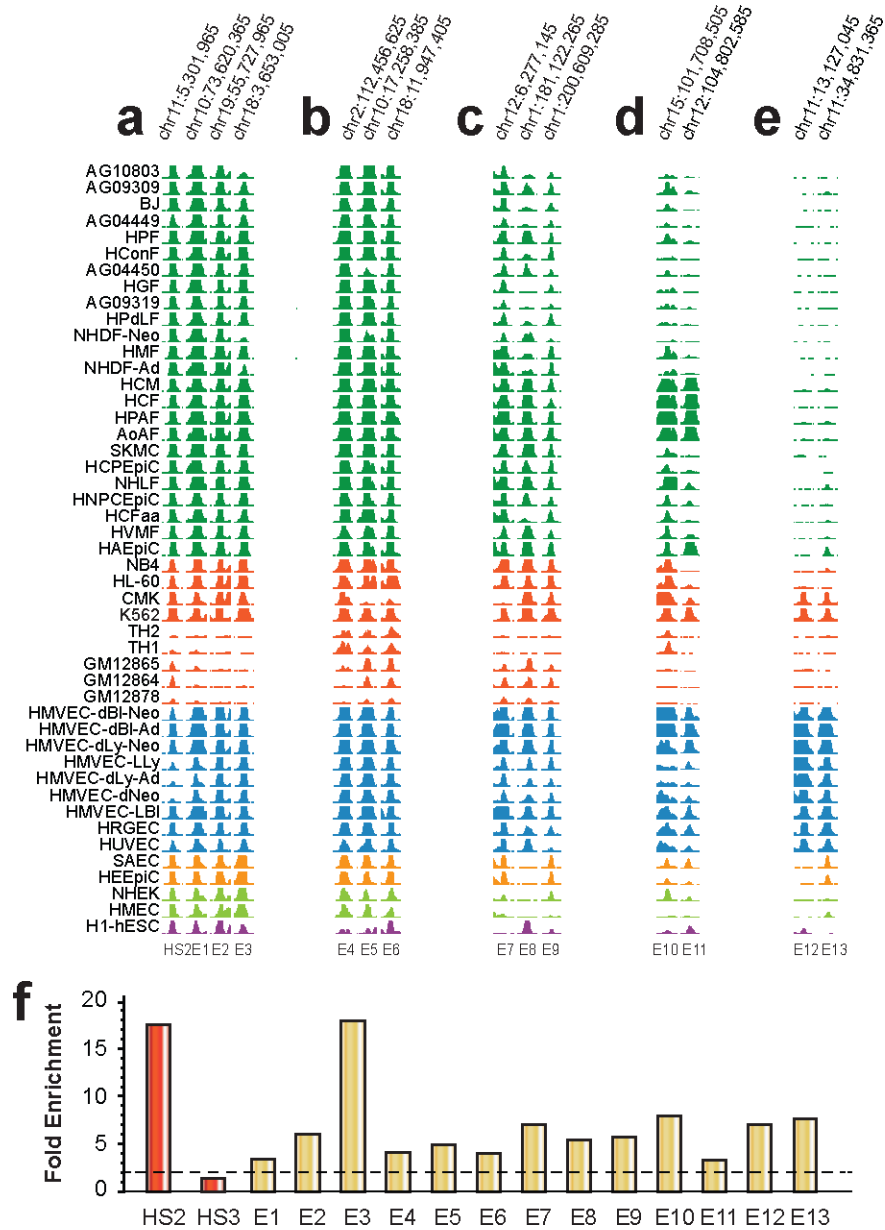 a
chr11:5,301,965
chr10:73,620,365
chr19:55,727,965
chr18:3,653,005
b
chr2:112,456,625
chr10:17,258,385
chr18:11,947,405
c
chr12:6,277,145
chr1:181,122,265
chr1:200,609,285
d
chr15:101,708,505
chr12:104,802,585
e
chr11:13,127,045
chr11:34,831,365
AG10803
AG09309
BJ
AG04449
HPF
HConF
AG04450
HGF
AG09319
HPdLF
NHDF-Neo
HMF
NHDF-Ad
HCM
HCF
HPAF
AoAF
SKMC
HCPEpiC
NHLF
HNPCEpiC
HCFaa
HVMF
HAEpiC
NB4
HL-60
CMK
K562
TH2
TH1
GM12865
GM12864
GM12878
HMVEC-dBl-Neo
HMVEC-dBl-Ad
HMVEC-dLy-Neo
HMVEC-LLy
HMVEC-dLy-Ad
HMVEC-dNeo
HMVEC-LBl
HRGEC
HUVEC
SAEC
HEEpiC
NHEK
HMEC
H1-hESC
HS2 E1 E2 E3 E4 E5 E6 E7 E8 E9 E10 E11 E12 E13
f
Fold Enrichment
20
15
10
5
0
HS2 HS3 E1 E2 E3 E4 E5 E6 E7 E8 E9 E10 E11 E12 E13